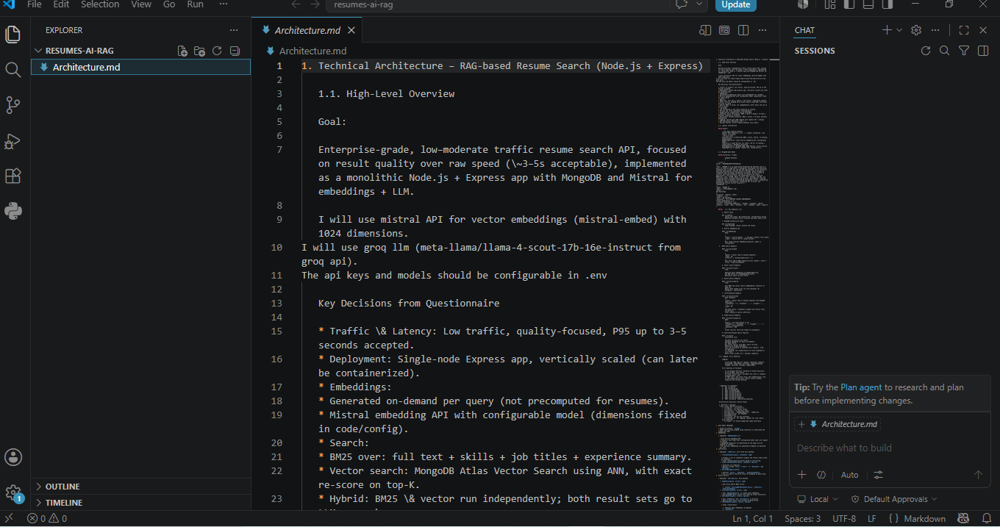 File Edit Selection View Go Run ···
resumes-ai-rag
Update
EXPLORER
RESUMES-AI-RAG
Architecture.md
OUTLINE
TIMELINE
Architecture.md
Architecture.md
1 1. Technical Architecture – RAG-based Resume Search (Node.js + Express)
2
3 1.1. High-Level Overview
4
5 Goal:
6
7 Enterprise-grade, low-moderate traffic resume search API, focused
on result quality over raw speed (\~3–5s acceptable), implemented
as a monolithic Node.js + Express app with MongoDB and Mistral for
embeddings + LLM.
8
9 I will use mistral API for vector embeddings (mistral-embed) with
1024 dimensions.
10 I will use groq llm (meta-llama/llama-4-scout-17b-16e-instruct from
groq api).
11 The api keys and models should be configurable in .env
12
13 Key Decisions from Questionnaire
14
15 * Traffic \& Latency: Low traffic, quality-focused, P95 up to 3–5
seconds accepted.
16 * Deployment: Single-node Express app, vertically scaled (can later
be containerized).
17 * Embeddings:
18 * Generated on-demand per query (not precomputed for resumes).
19 * Mistral embedding API with configurable model (dimensions fixed
in code/config).
20 * Search:
21 * BM25 over: full text + skills + job titles + experience summary.
22 * Vector search: MongoDB Atlas Vector Search using ANN, with exact
re-score on top-K.
23 * Hybrid: BM25 \& vector run independently; both result sets go to
CHAT
SESSIONS
Tip: Try the Plan agent to research and plan
before implementing changes.
Architecture.md
Describe what to build
Auto
Local
Default Approvals
1
0 0
Ln 1, Col 1 Spaces: 3 UTF-8 LF { } Markdown